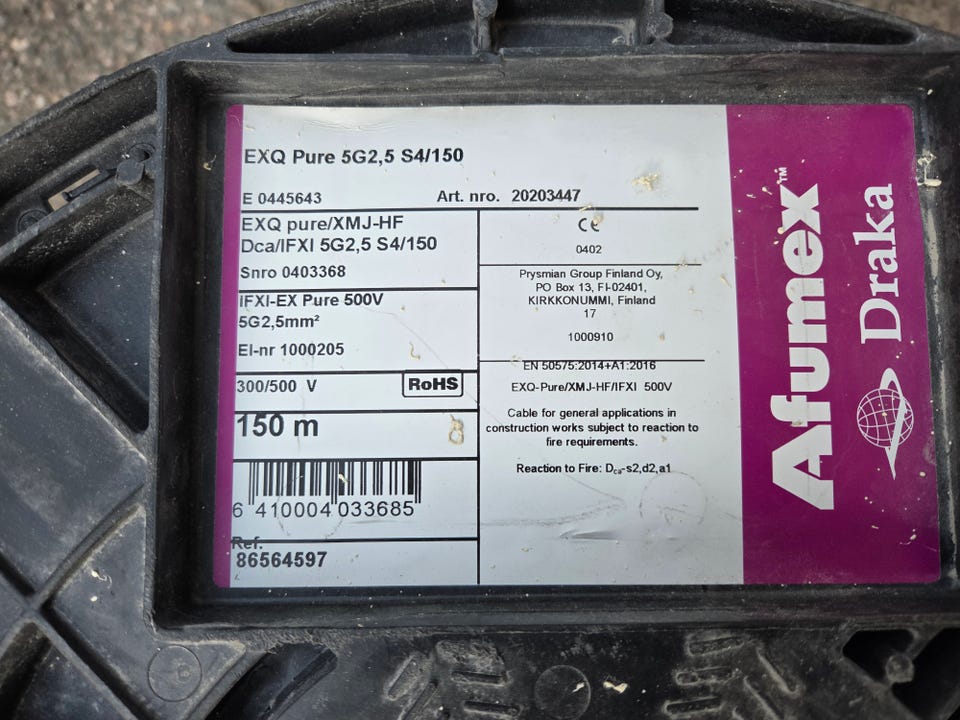 EXQ Pure 5G2,5 S4/150
E 0445643 Art. nro. 20203447
EXQ pure/XMJ-HF
Dca/IFXI 5G2,5 S4/150
Snro 0403368
IFXI-EX Pure 500V
5G2,5mm²
El-nr 1000205
300/500 V RoHS
150 m
6 410004 033685
Ref.
86564597
CE
0402
Prysmian Group Finland Oy,
PO Box 13, FI-02401,
KIRKKONUMMI, Finland
17
1000910
EN 50575:2014+A1:2016
EXQ-Pure/XMJ-HF/IFXI 500V
Cable for general applications in
construction works subject to reaction to
fire requirements.
Reaction to Fire: Dca-s2,d2,a1
Afumex™
Draka